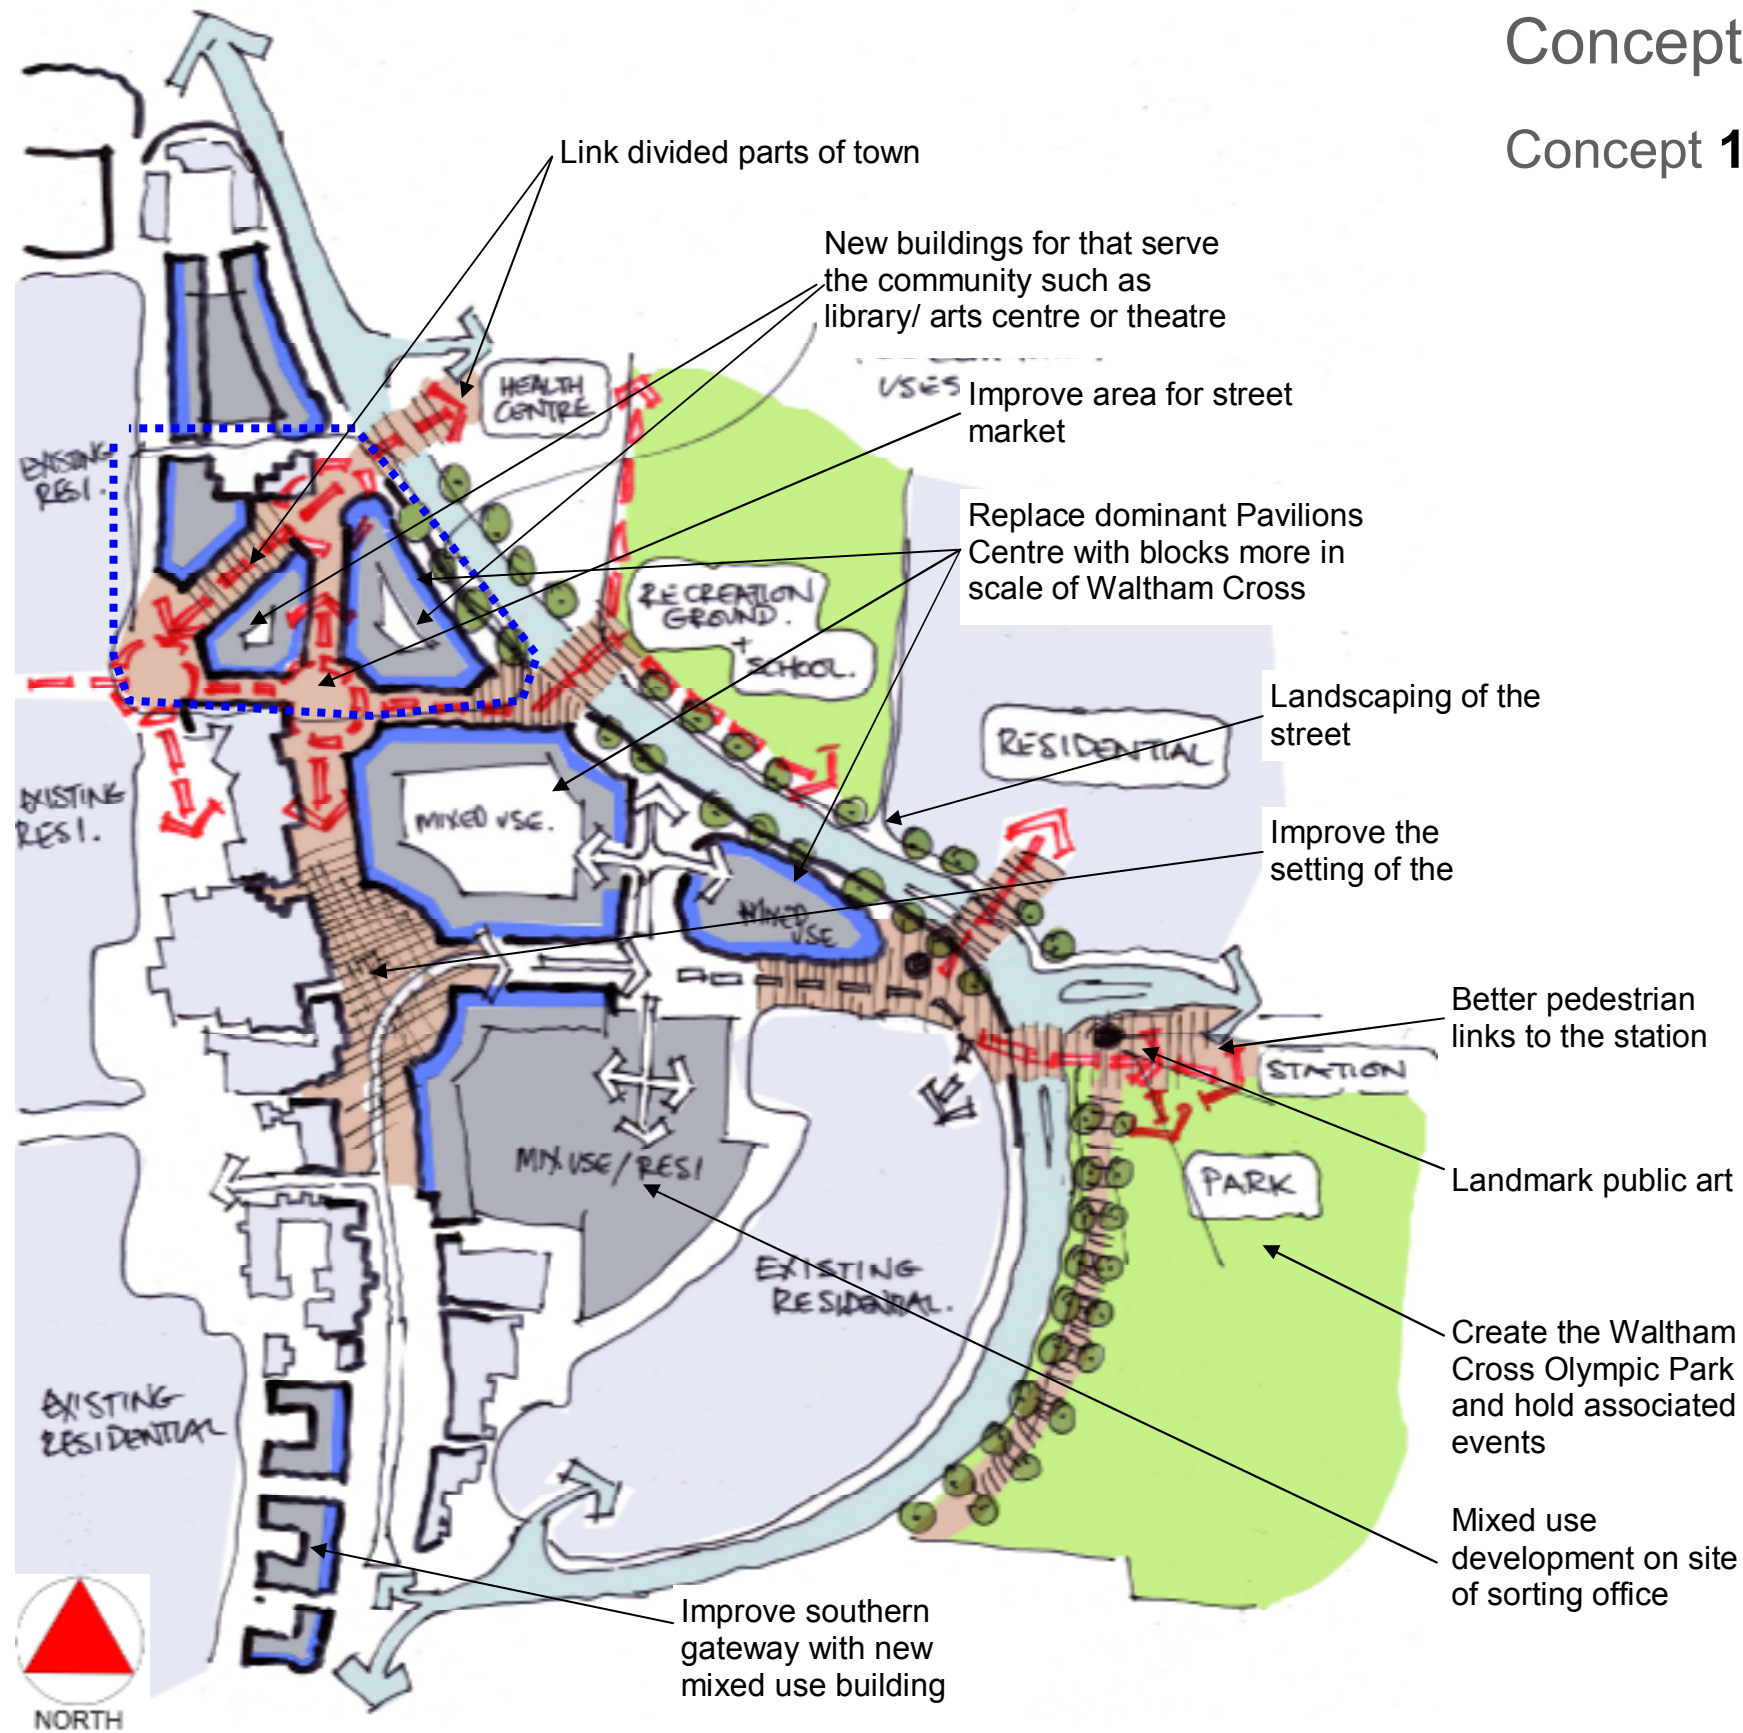 Concept
Concept 1
Link divided parts of town
New buildings for that serve
the community such as
library/ arts centre or theatre
USES
Improve area for street
market
HEALTH
CENTRE
EXISTING
RESI.
Replace dominant Pavilions
Centre with blocks more in
scale of Waltham Cross
RECREATION
GROUND.
+
SCHOOL.
Landscaping of the
street
RESIDENTIAL
EXISTING
RESI.
MIXED USE.
Improve the
setting of the
MIXED
USE
Better pedestrian
links to the station
STATION
MIX USE/RESI
PARK
Landmark public art
EXISTING
RESIDENTIAL.
Create the Waltham
Cross Olympic Park
and hold associated
events
EXISTING
RESIDENTIAL
Mixed use
development on site
of sorting office
Improve southern
gateway with new
mixed use building
NORTH